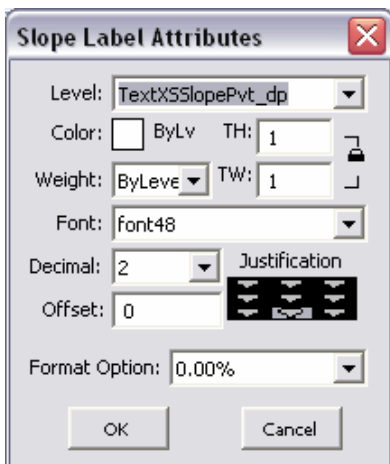 Slope Label Attributes
Level: TextXSSlopePvt_dp
Color: ByLv TH: 1
Weight: ByLeve TW: 1
Font: font48
Decimal: 2 Justification
Offset: 0
Format Option: 0.00%
OK Cancel